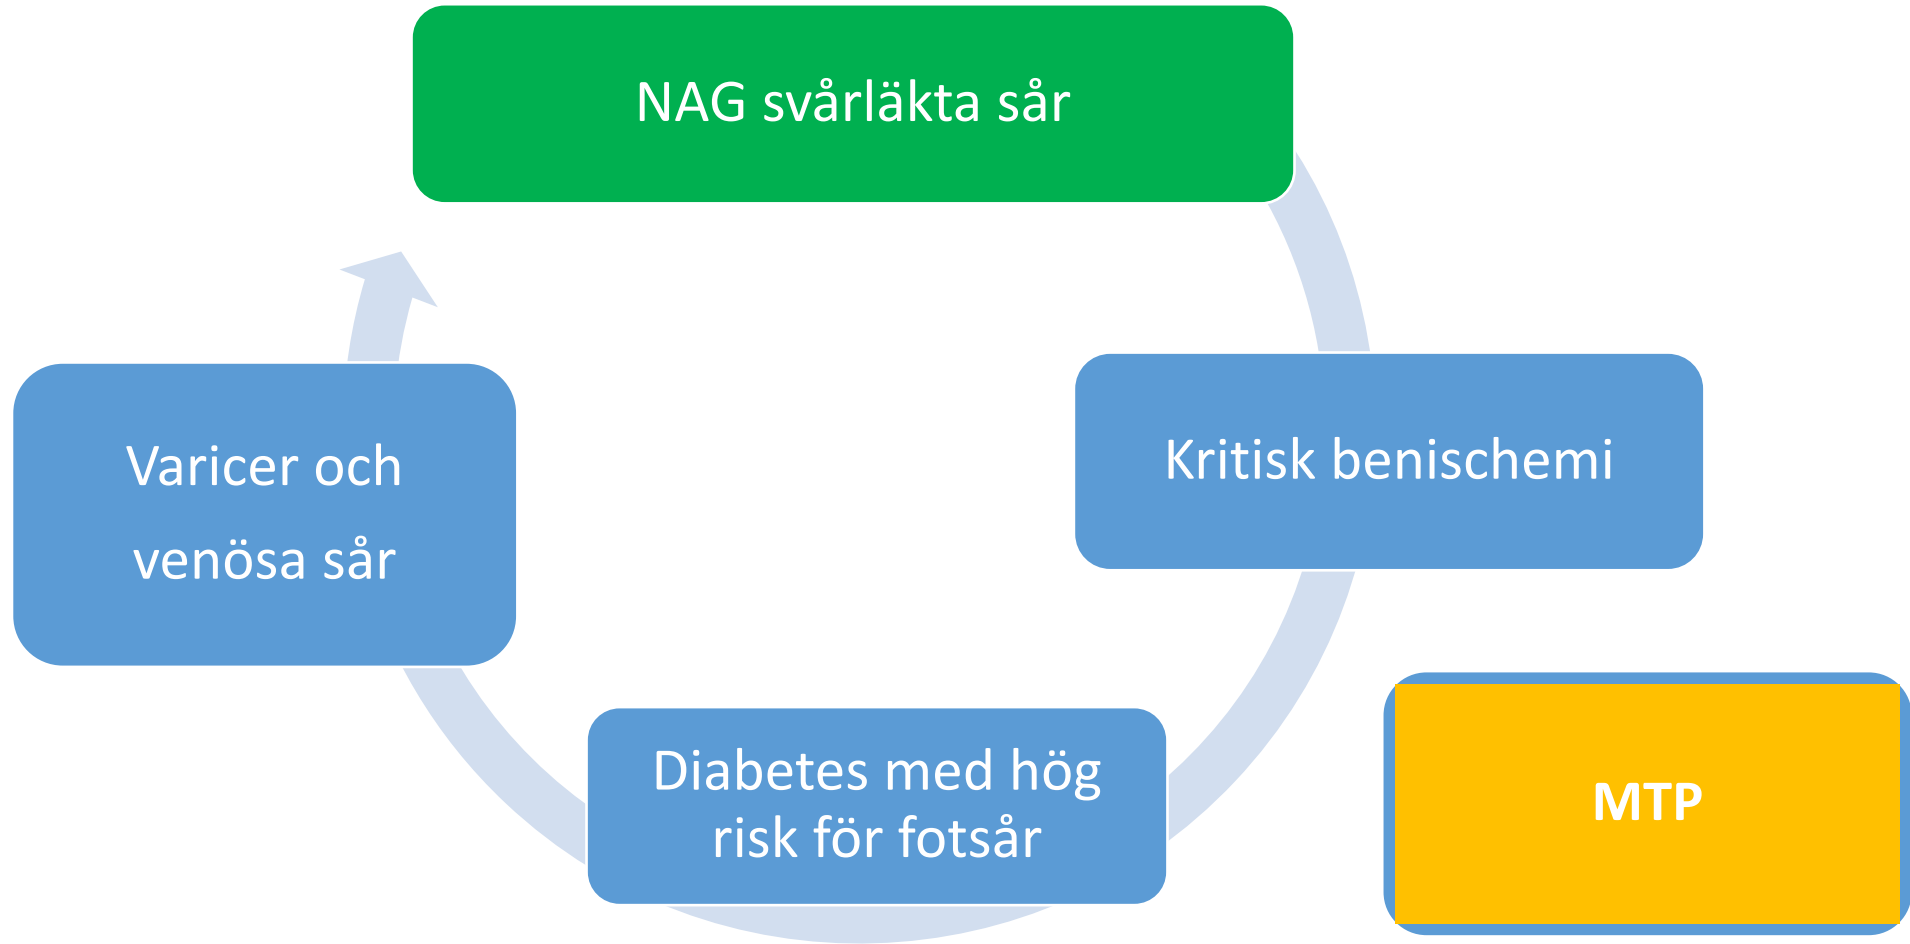 NAG svårläkta sår
Kritisk benischemi
Varicer och
venösa sår
Diabetes med hög
risk för fotsår
MTP